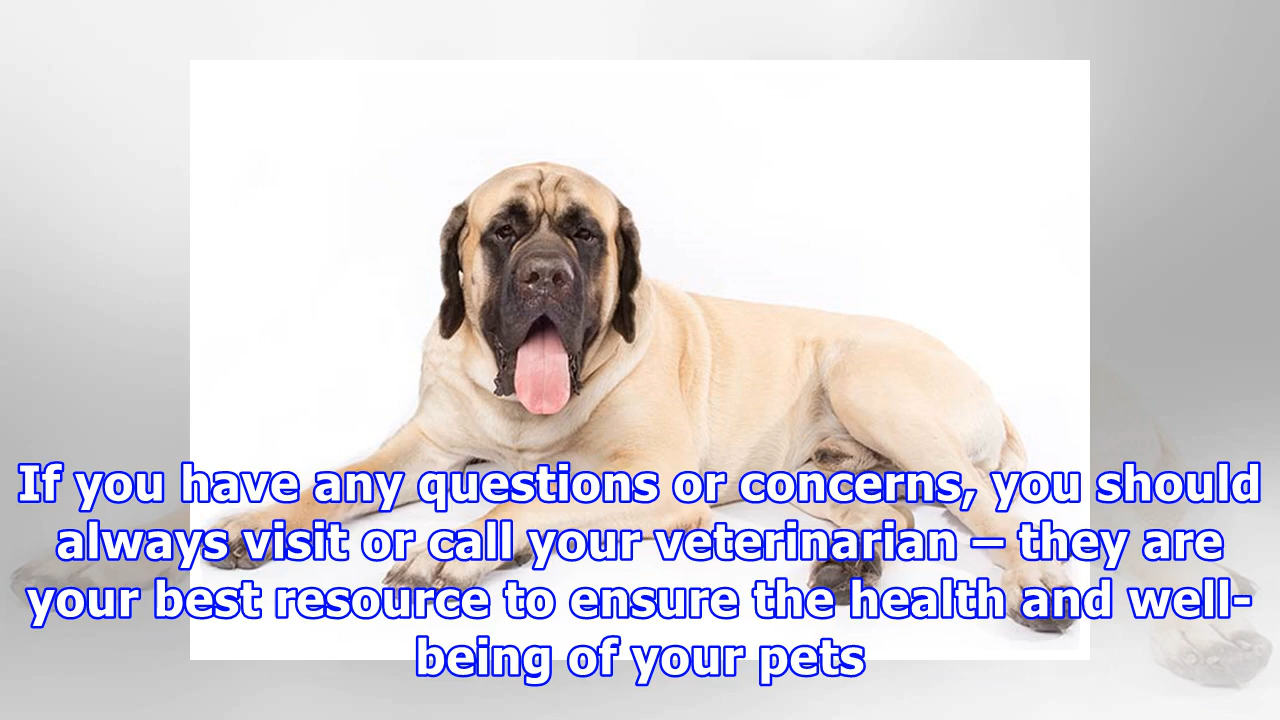 If you have any questions or concerns, you should
always visit or call your veterinarian – they are
your best resource to ensure the health and well-
being of your pets